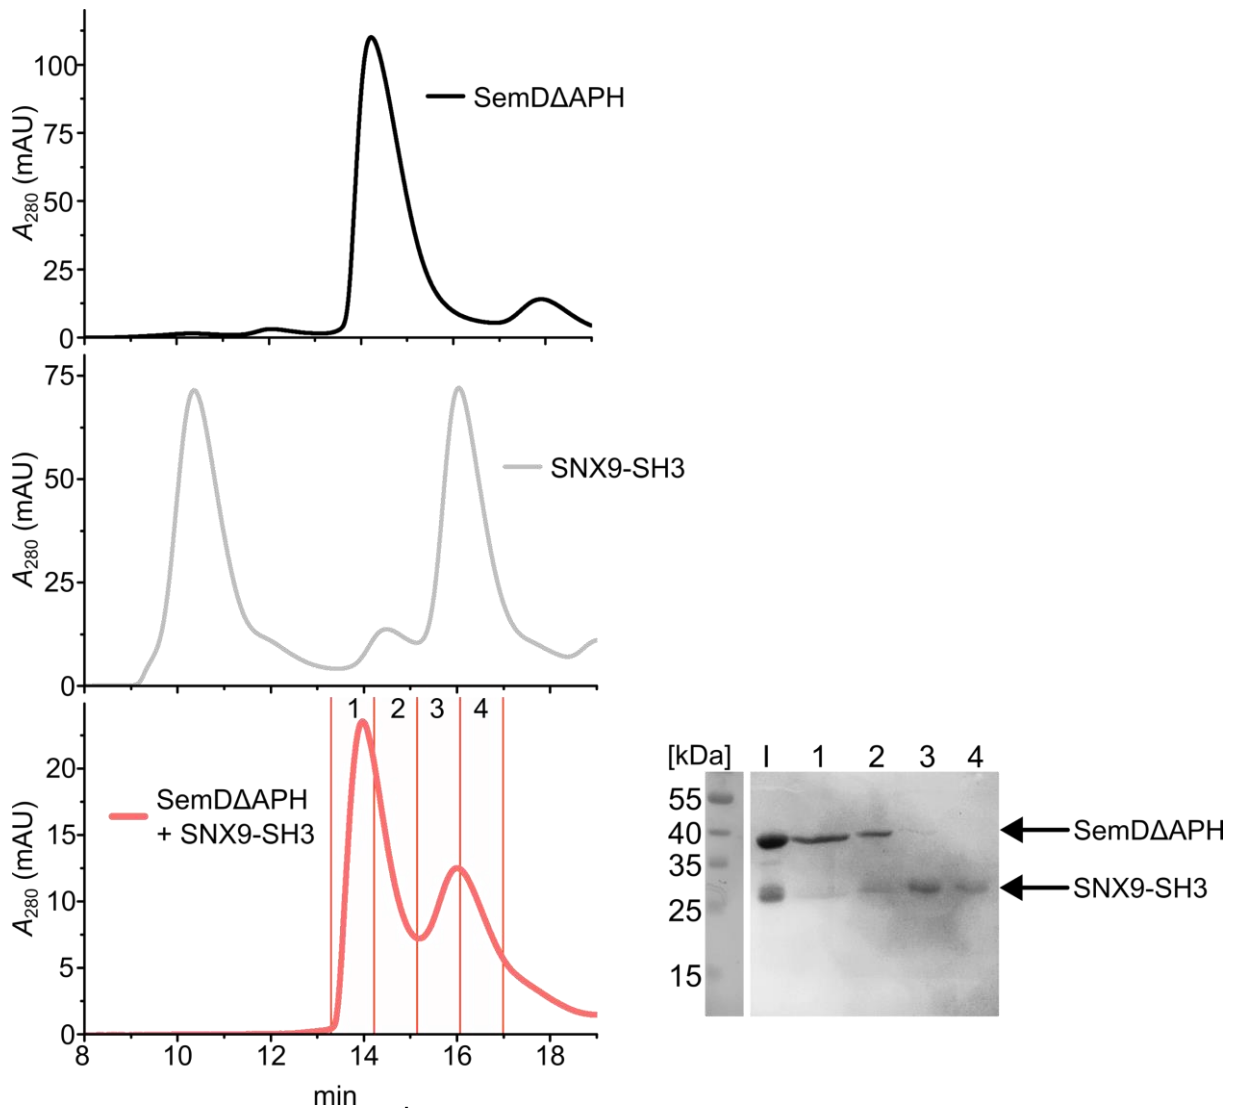 100
75
50
25
0
A280 (mAU)
SemDΔAPH
75
50
25
0
A280 (mAU)
SNX9-SH3
1 2 3 4
20
15
10
5
0
A280 (mAU)
SemDΔAPH
+ SNX9-SH3
8 10 12 14 16 18
min
[kDa] I 1 2 3 4
55
40
35
25
15
SemDΔAPH
SNX9-SH3